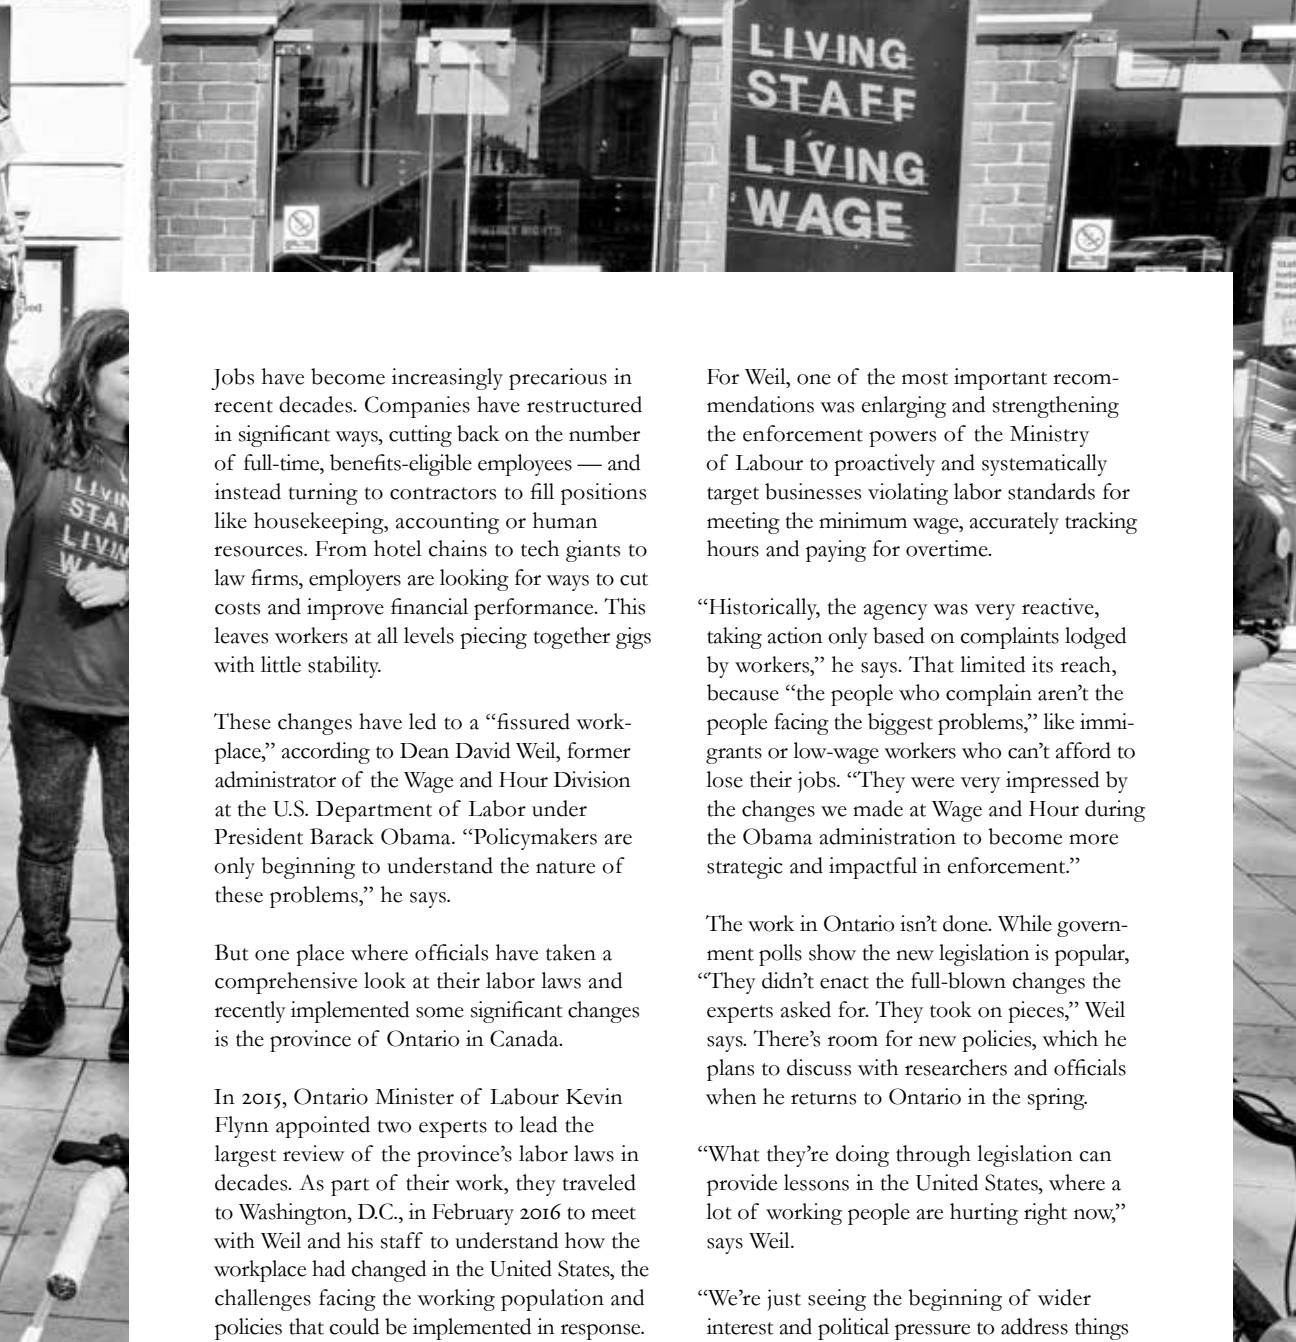 LIVING
STAFF
LIVING
WAGE
LIVIN
STAF
LIVIN
WA
Jobs have become increasingly precarious in
recent decades. Companies have restructured
in significant ways, cutting back on the number
of full-time, benefits-eligible employees — and
instead turning to contractors to fill positions
like housekeeping, accounting or human
resources. From hotel chains to tech giants to
law firms, employers are looking for ways to cut
costs and improve financial performance. This
leaves workers at all levels piecing together gigs
with little stability.
These changes have led to a “fissured work-
place,” according to Dean David Weil, former
administrator of the Wage and Hour Division
at the U.S. Department of Labor under
President Barack Obama. “Policymakers are
only beginning to understand the nature of
these problems,” he says.
But one place where officials have taken a
comprehensive look at their labor laws and
recently implemented some significant changes
is the province of Ontario in Canada.
In 2015, Ontario Minister of Labour Kevin
Flynn appointed two experts to lead the
largest review of the province’s labor laws in
decades. As part of their work, they traveled
to Washington, D.C., in February 2016 to meet
with Weil and his staff to understand how the
workplace had changed in the United States, the
challenges facing the working population and
policies that could be implemented in response.
For Weil, one of the most important recom-
mendations was enlarging and strengthening
the enforcement powers of the Ministry
of Labour to proactively and systematically
target businesses violating labor standards for
meeting the minimum wage, accurately tracking
hours and paying for overtime.
“Historically, the agency was very reactive,
taking action only based on complaints lodged
by workers,” he says. That limited its reach,
because “the people who complain aren’t the
people facing the biggest problems,” like immi-
grants or low-wage workers who can’t afford to
lose their jobs. “They were very impressed by
the changes we made at Wage and Hour during
the Obama administration to become more
strategic and impactful in enforcement.”
The work in Ontario isn’t done. While govern-
ment polls show the new legislation is popular,
“They didn’t enact the full-blown changes the
experts asked for. They took on pieces,” Weil
says. There’s room for new policies, which he
plans to discuss with researchers and officials
when he returns to Ontario in the spring.
“What they’re doing through legislation can
provide lessons in the United States, where a
lot of working people are hurting right now,”
says Weil.
“We’re just seeing the beginning of wider
interest and political pressure to address things